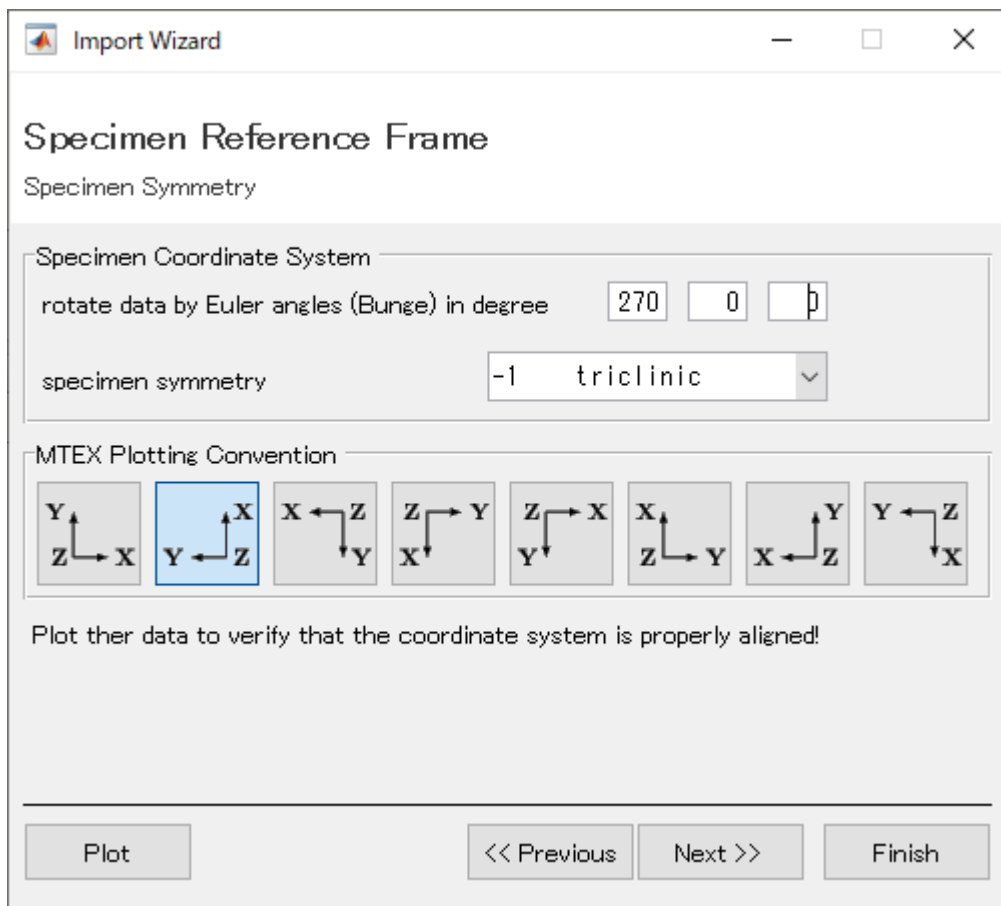 Import Wizard
Specimen Reference Frame
Specimen Symmetry
Specimen Coordinate System
rotate data by Euler angles (Bunge) in degree 270 0 0
specimen symmetry -1 triclinic
MTEX Plotting Convention
Y X X Z Z Y Z X X Y Y Z
Z X Y Z Y X Y Z Y X Z X
Plot ther data to verify that the coordinate system is properly aligned!
Plot << Previous Next >> Finish